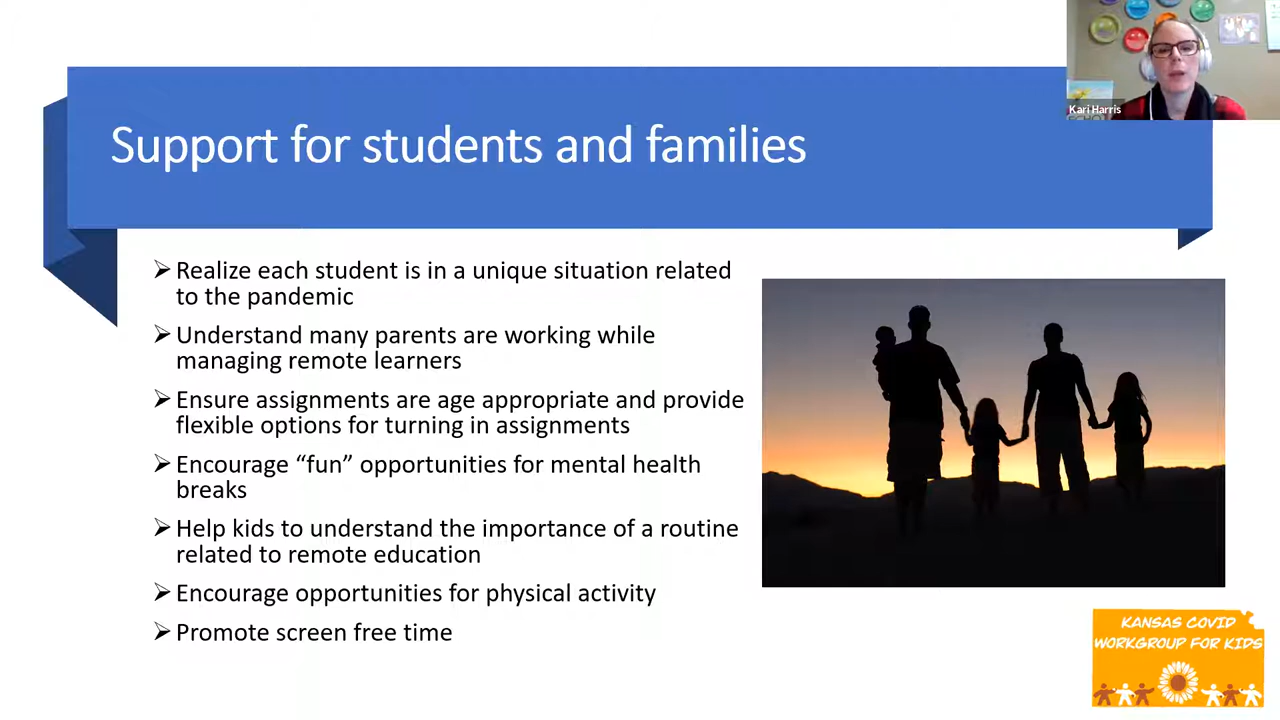 Kari Harris
Support for students and families
➢Realize each student is in a unique situation related
to the pandemic
➢Understand many parents are working while
managing remote learners
➢Ensure assignments are age appropriate and provide
flexible options for turning in assignments
➢Encourage “fun” opportunities for mental health
breaks
➢Help kids to understand the importance of a routine
related to remote education
➢Encourage opportunities for physical activity
➢Promote screen free time
KANSAS COVID
WORKGROUP FOR KIDS